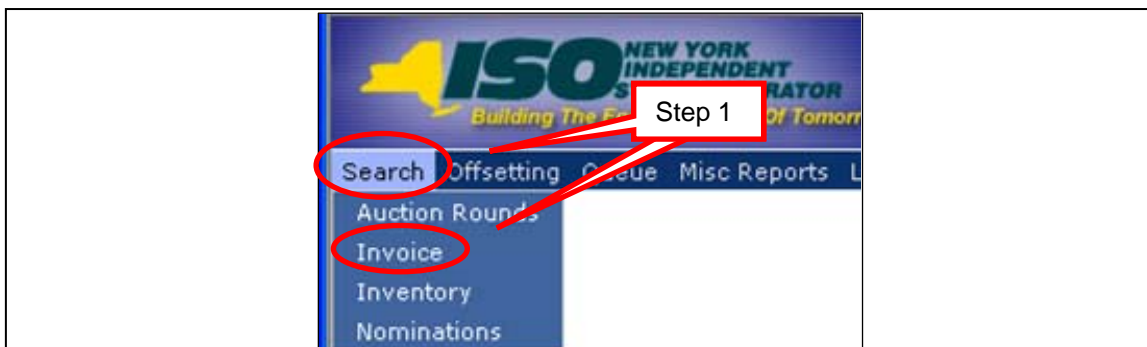 ISO
NEW YORK
INDEPENDENT
Building The Of Tomorr
Step 1
Search Offsetting Queue Misc Reports L
Auction Rounds
Invoice
Inventory
Nominations